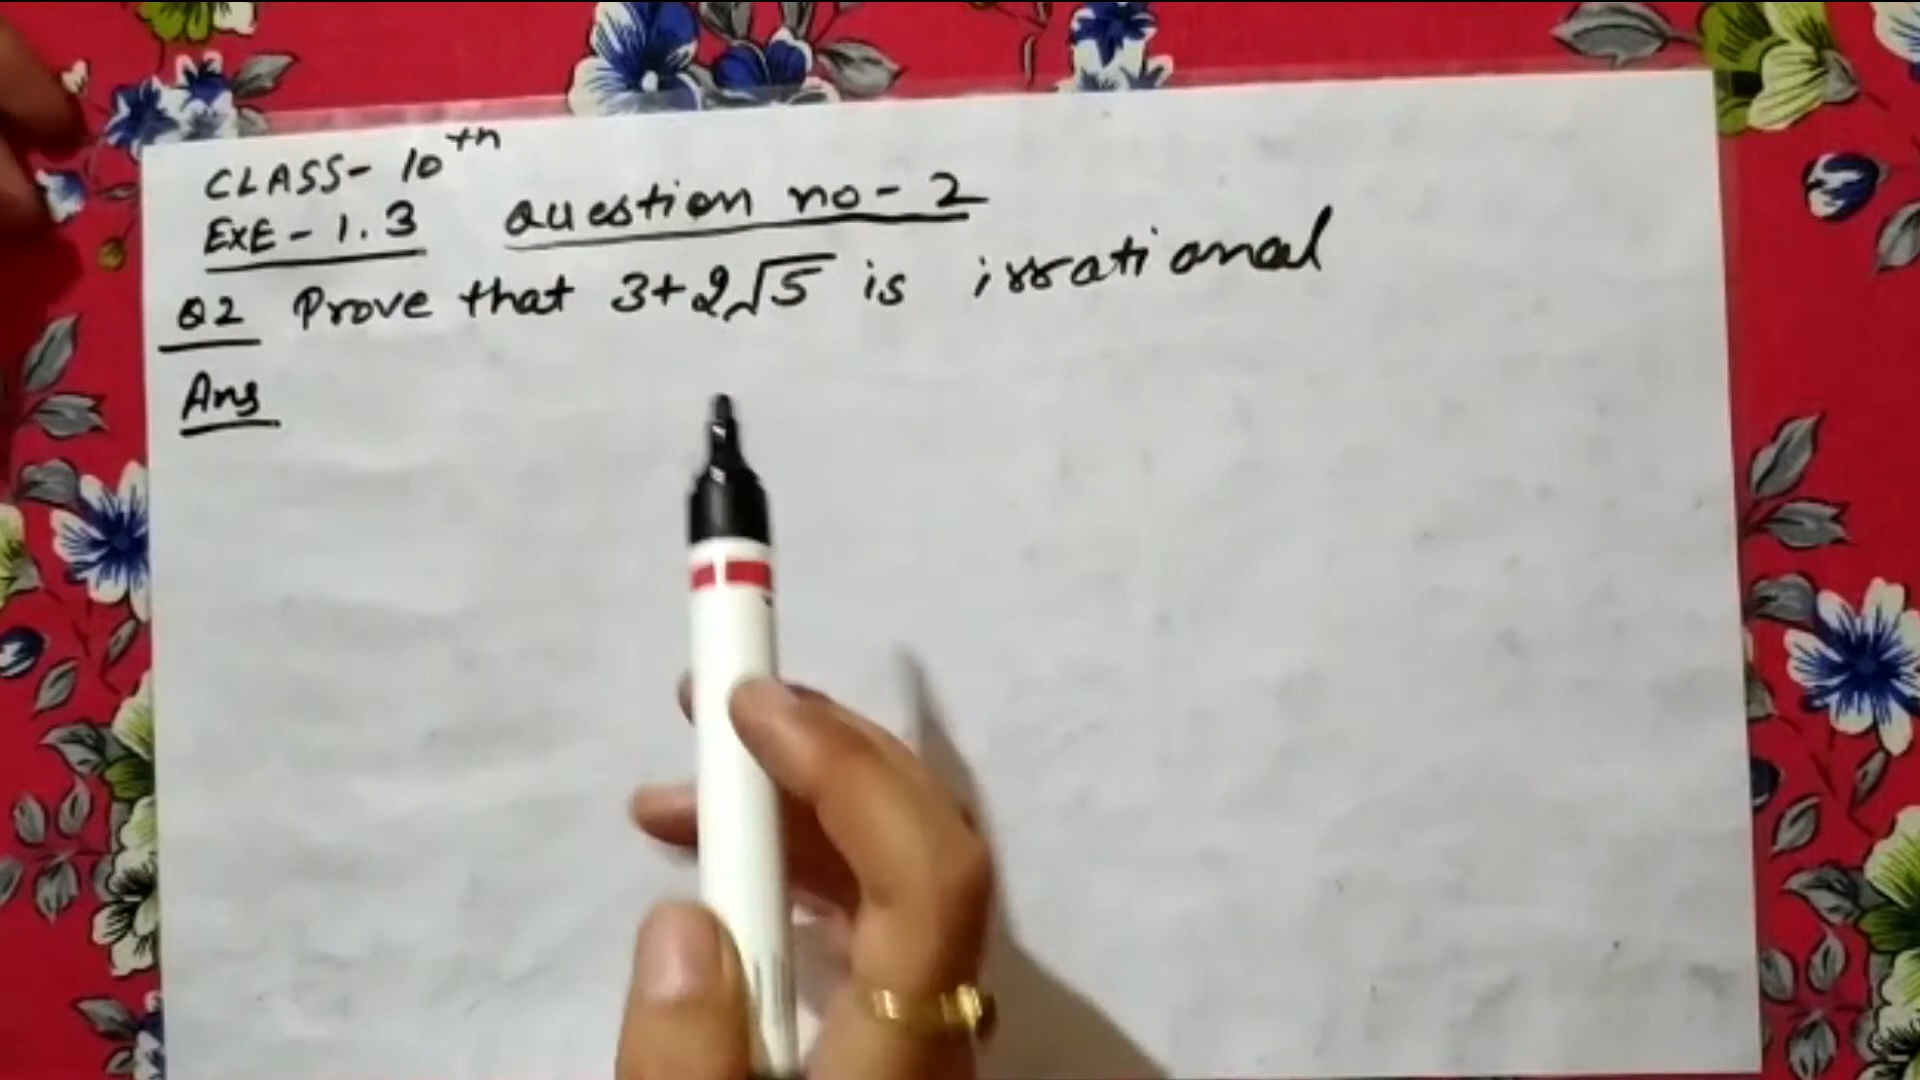 CLASS- 10th
EXE - 1.3 Question no - 2
Q2 Prove that 3+2√5 is irrational
Ans